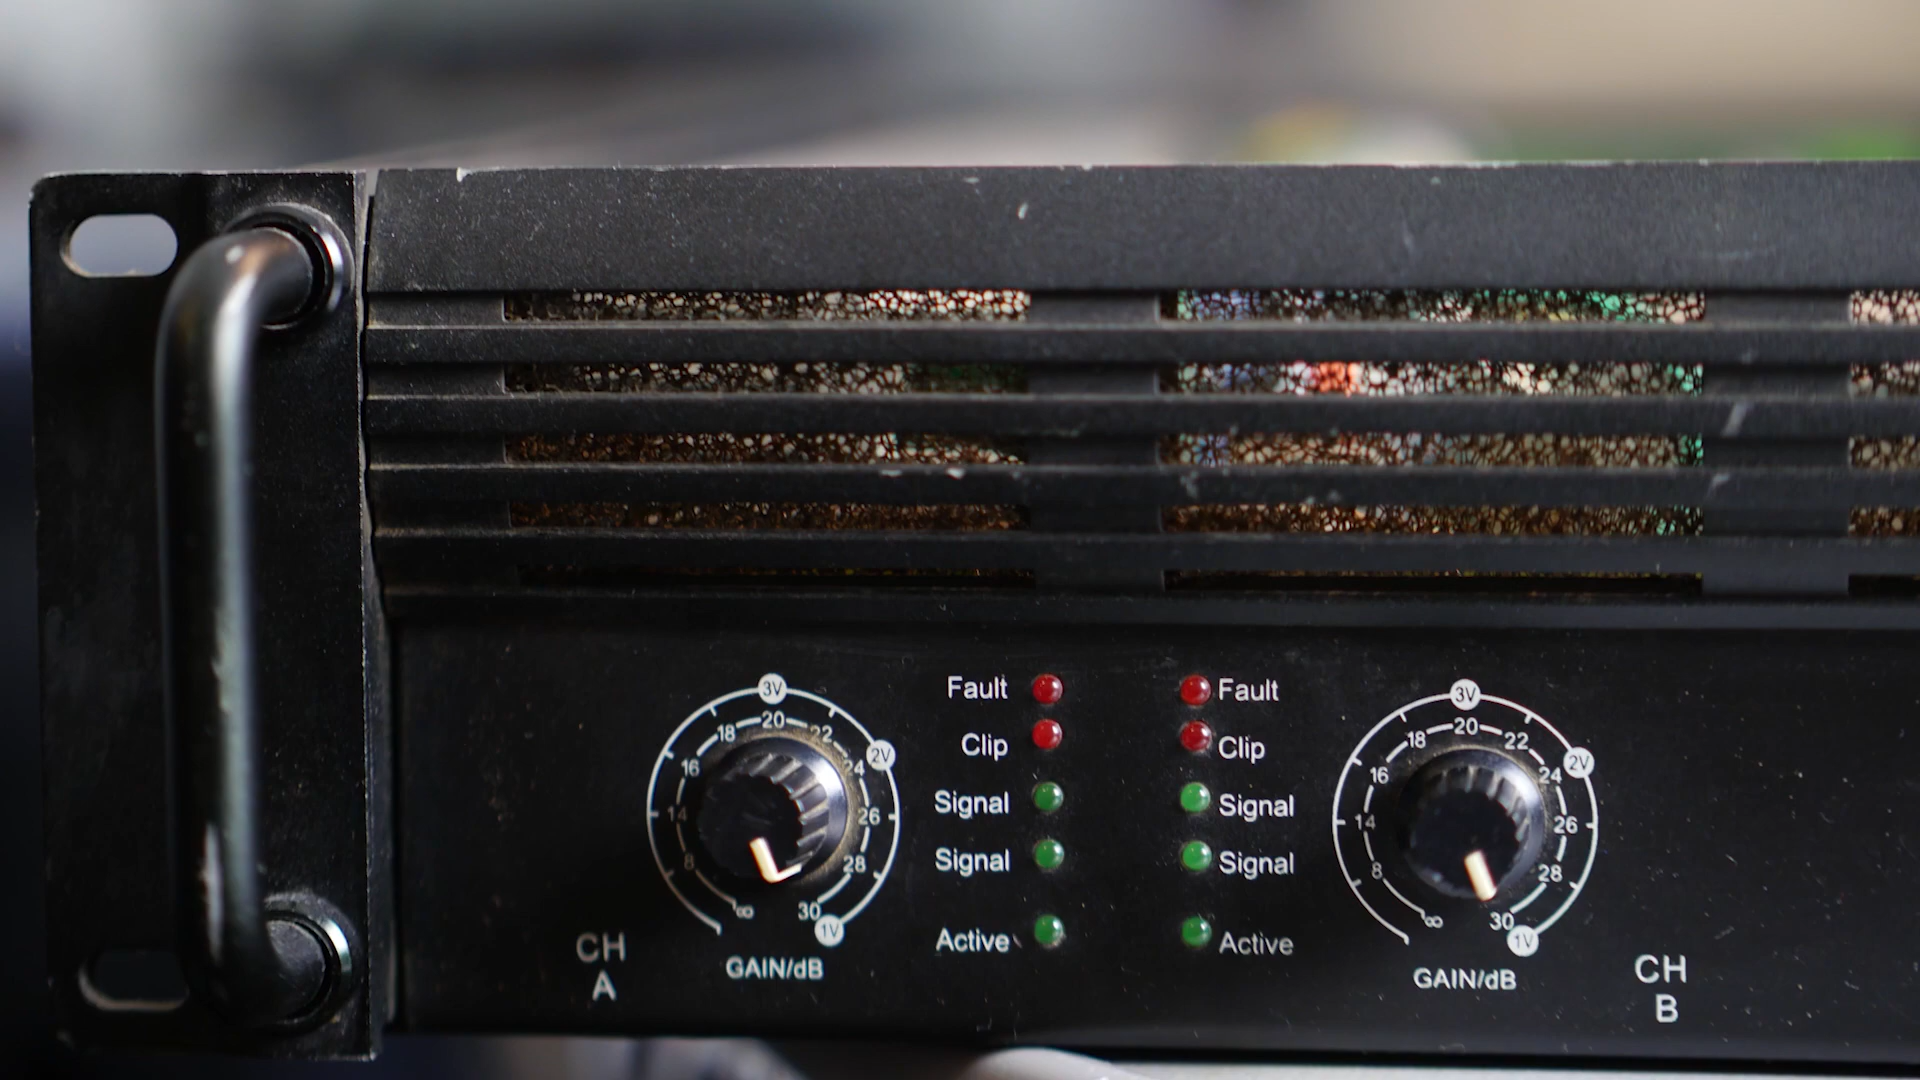 3V
20
18
22
2V
16
24
14
26
8
28
∞
30
1V
GAIN/dB
CH
A
Fault
Clip
Signal
Signal
Active
Fault
Clip
Signal
Signal
Active
3V
20
18
22
2V
16
24
14
26
8
28
∞
30
1V
GAIN/dB
CH
B